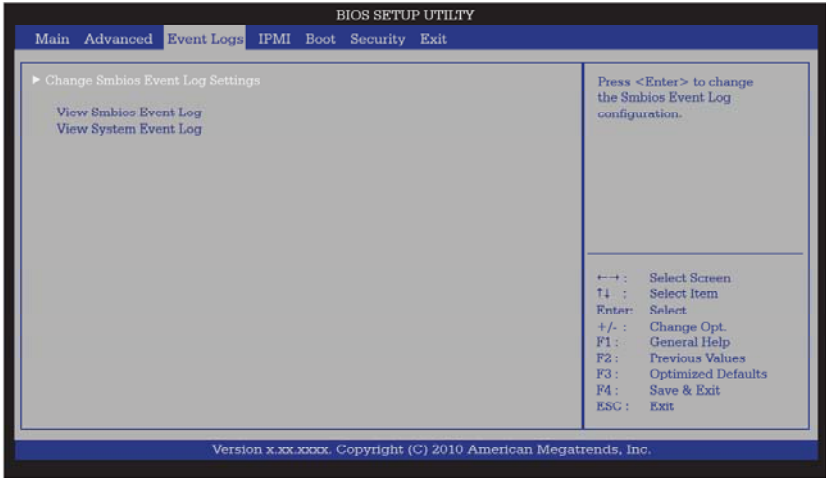 BIOS SETUP UTILTY
Main Advanced Event Logs IPMI Boot Security Exit
► Change Smbios Event Log Settings
View Smbios Event Log
View System Event Log
Press <Enter> to change
the Smbios Event Log
configuration.
←→ : Select Screen
↑↓ : Select Item
Enter: Select
+/- : Change Opt.
F1 : General Help
F2 : Previous Values
F3 : Optimized Defaults
F4 : Save & Exit
ESC : Exit
Version x.xx.xxxx. Copyright (C) 2010 American Megatrends, Inc.